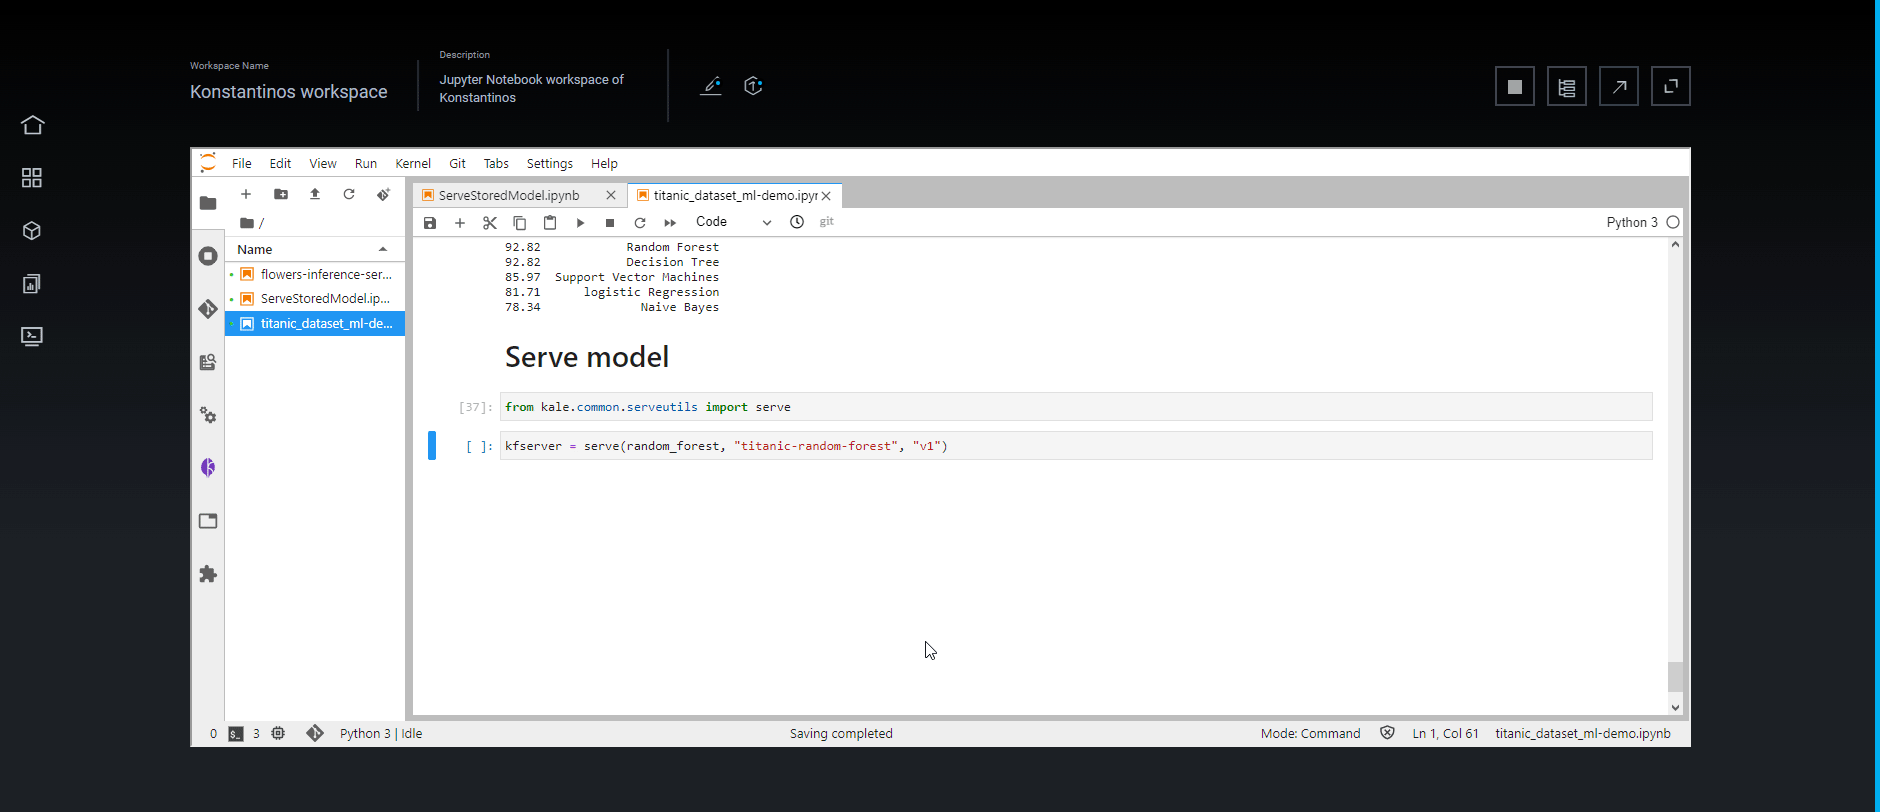 Workspace Name
Konstantinos workspace
Description
Jupyter Notebook workspace of
Konstantinos
File Edit View Run Kernel Git Tabs Settings Help
ServeStoredModel.ipynb
titanic_dataset_ml-demo.ipyr
/
Code
git
Python 3
Name
flowers-inference-ser...
ServeStoredModel.ip...
titanic_dataset_ml-de...
92.82 Random Forest
92.82 Decision Tree
85.97 Support Vector Machines
81.71 logistic Regression
78.34 Naive Bayes
Serve model
[37]: from kale.common.serveutils import serve
[ ]: kfserver = serve(random_forest, "titanic-random-forest", "v1")
0 $_ 3 Python 3 | Idle Saving completed Mode: Command Ln 1, Col 61 titanic_dataset_ml-demo.ipynb